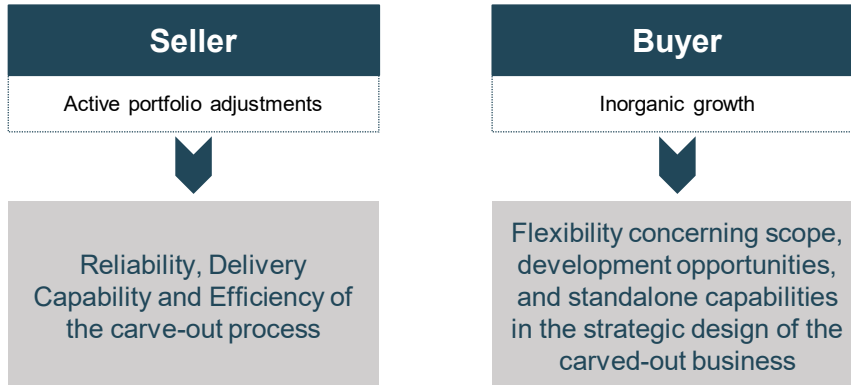 Seller
Active portfolio adjustments
Reliability, Delivery
Capability and Efficiency of
the carve-out process
Buyer
Inorganic growth
Flexibility concerning scope,
development opportunities,
and standalone capabilities
in the strategic design of the
carved-out business